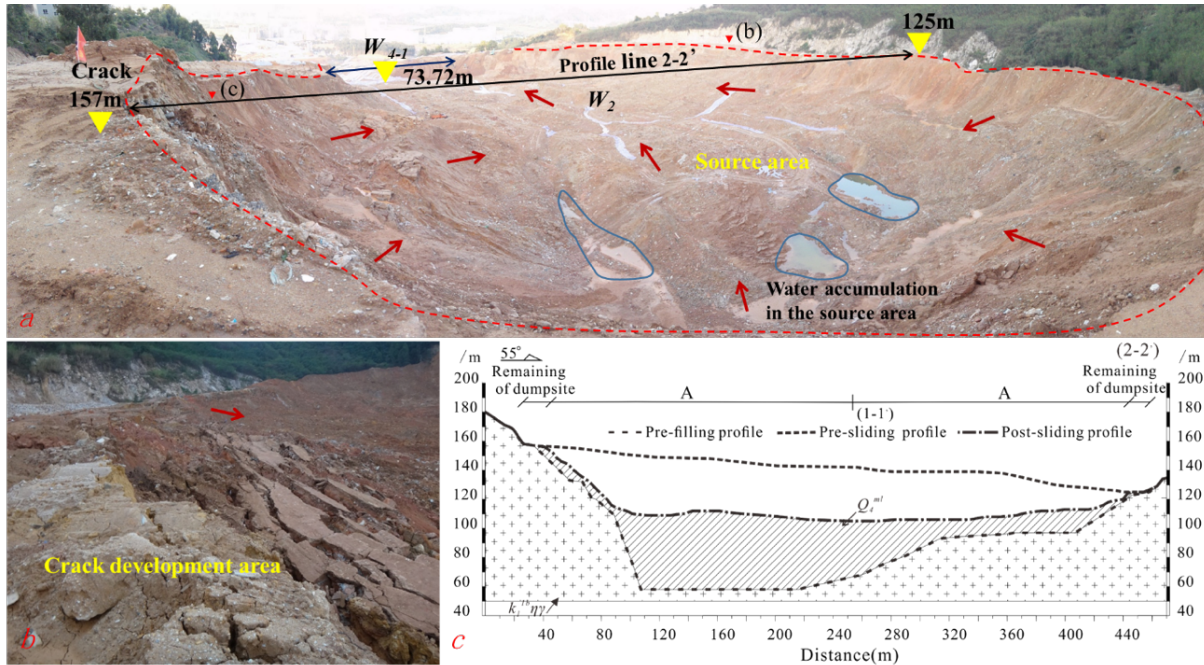 125m
W4-1
(b)
Crack
73.72m
Profile line 2-2'
157m
(c)
W2
Source area
Water accumulation
in the source area
a
Crack development area
b
/ m
55°
(2-2')
/ m
Remaining
of dumpsite
A
A
Remaining
of dumpsite
(1-1')
Pre-filling profile
Pre-sliding profile
Post-sliding profile
200
180
160
140
120
100
80
60
40
Q4ml
200
180
160
140
120
100
80
60
40
ηγ
40
80
120
160
200
240
280
320
360
400
440
Distance(m)
c